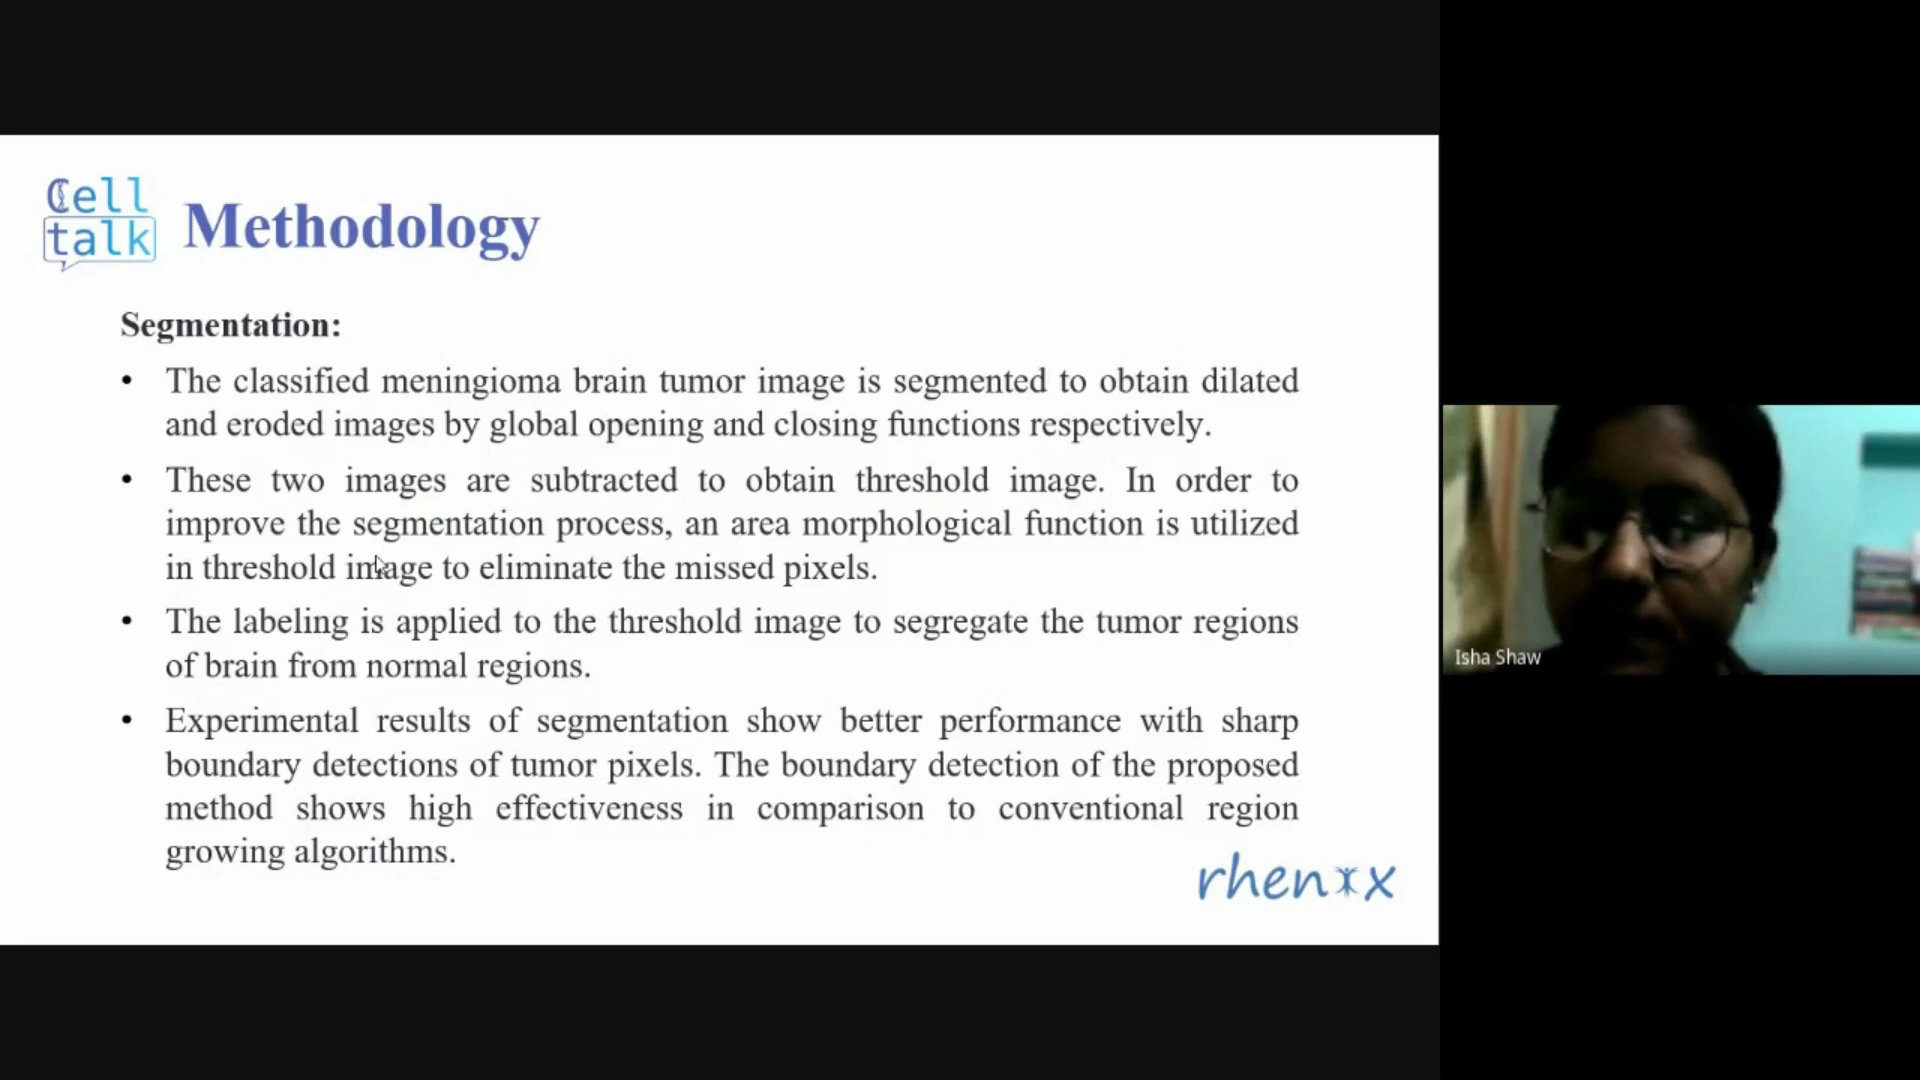 Cell
talk
Methodology
Segmentation:
• The classified meningioma brain tumor image is segmented to obtain dilated
and eroded images by global opening and closing functions respectively.
• These two images are subtracted to obtain threshold image. In order to
improve the segmentation process, an area morphological function is utilized
in threshold image to eliminate the missed pixels.
• The labeling is applied to the threshold image to segregate the tumor regions
of brain from normal regions.
• Experimental results of segmentation show better performance with sharp
boundary detections of tumor pixels. The boundary detection of the proposed
method shows high effectiveness in comparison to conventional region
growing algorithms.
rhenix
Isha Shaw